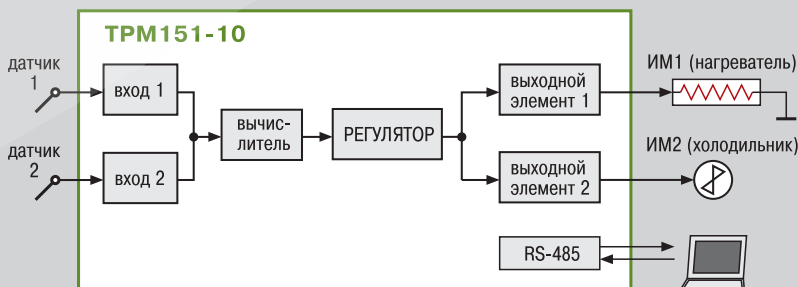 ТРМ151-10
датчик
1
вход 1
датчик
2
вход 2
вычис-
литель
РЕГУЛЯТОР
выходной
элемент 1
выходной
элемент 2
ИМ1 (нагреватель)
ИМ2 (холодильник)
RS-485